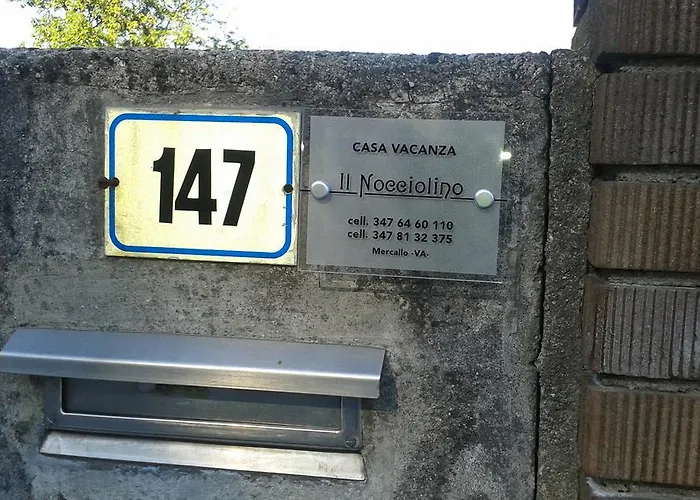 147
CASA VACANZA
Il Nocciolino
cell. 347 64 60 110
cell. 347 81 32 375
Mercallo -VA-